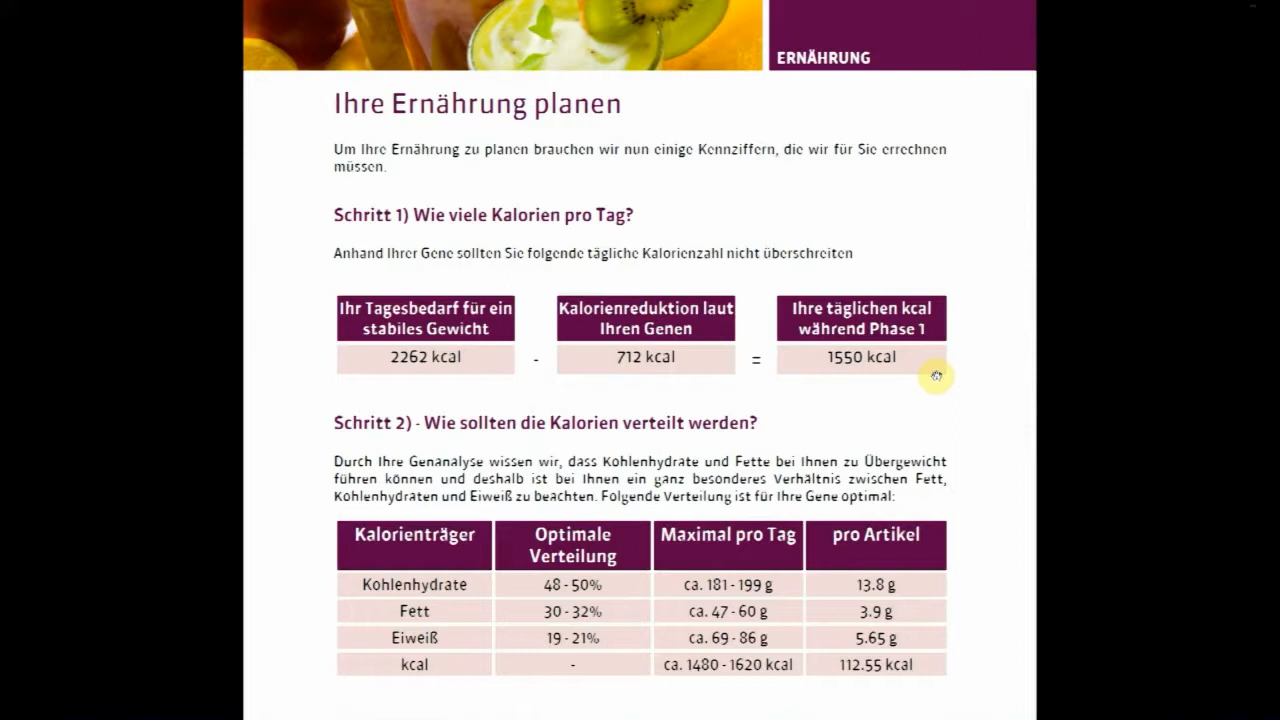 ERNÄHRUNG
Ihre Ernährung planen
Um Ihre Ernährung zu planen brauchen wir nun einige Kennziffern, die wir für Sie errechnen
müssen.
Schritt 1) Wie viele Kalorien pro Tag?
Anhand Ihrer Gene sollten Sie folgende tägliche Kalorienzahl nicht überschreiten
Ihr Tagesbedarf für ein
stabiles Gewicht
Kalorienreduktion laut
Ihren Genen
Ihre täglichen kcal
während Phase 1
2262 kcal - 712 kcal = 1550 kcal
Schritt 2) - Wie sollten die Kalorien verteilt werden?
Durch Ihre Genanalyse wissen wir, dass Kohlenhydrate und Fette bei Ihnen zu Übergewicht
führen können und deshalb ist bei Ihnen ein ganz besonderes Verhältnis zwischen Fett,
Kohlenhydraten und Eiweiß zu beachten. Folgende Verteilung ist für Ihre Gene optimal:
Kalorienträger
Optimale
Verteilung
Maximal pro Tag
pro Artikel
Kohlenhydrate 48 - 50% ca. 181 - 199 g 13.8 g
Fett 30 - 32% ca. 47 - 60 g 3.9 g
Eiweiß 19 - 21% ca. 69 - 86 g 5.65 g
kcal - ca. 1480 - 1620 kcal 112.55 kcal